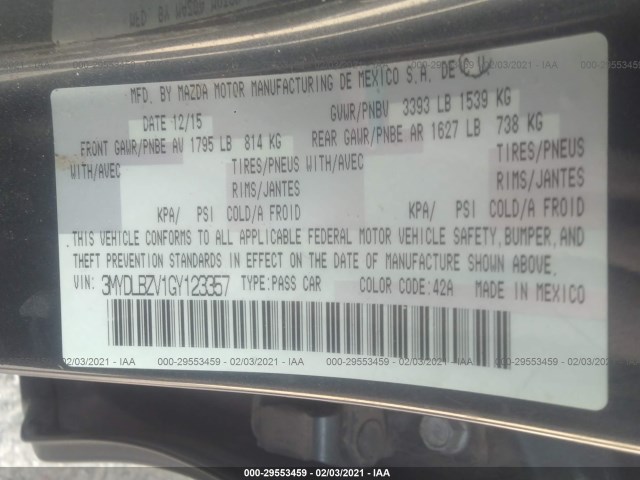 MFD. BY MAZDA MOTOR MANUFACTURING DE MEXICO S.A. DE C.V.
DATE 12/15 GVWR/PNBV 3393 LB 1539 KG
FRONT GAWR/PNBE AV 1795 LB 814 KG REAR GAWR/PNBE AR 1627 LB 738 KG
WITH/AVEC TIRES/PNEUS WITH/AVEC TIRES/PNEUS
RIMS/JANTES RIMS/JANTES
KPA/ PSI COLD/A FROID KPA/ PSI COLD/A FROID
THIS VEHICLE CONFORMS TO ALL APPLICABLE FEDERAL MOTOR VEHICLE SAFETY, BUMPER, AND
THEFT PREVENTION STANDARDS IN EFFECT ON THE DATE OF MANUFACTURE SHOWN ABOVE.
VIN: 3MYDLBZV1GY123357 TYPE:PASS CAR COLOR CODE:42A MADE IN MEXICO
02/03/2021 - IAA 000-29553459 - 02/03/2021 - IAA 000-29553459 - 02/03/2021 - IAA
000-29553459 - 02/03/2021 - IAA